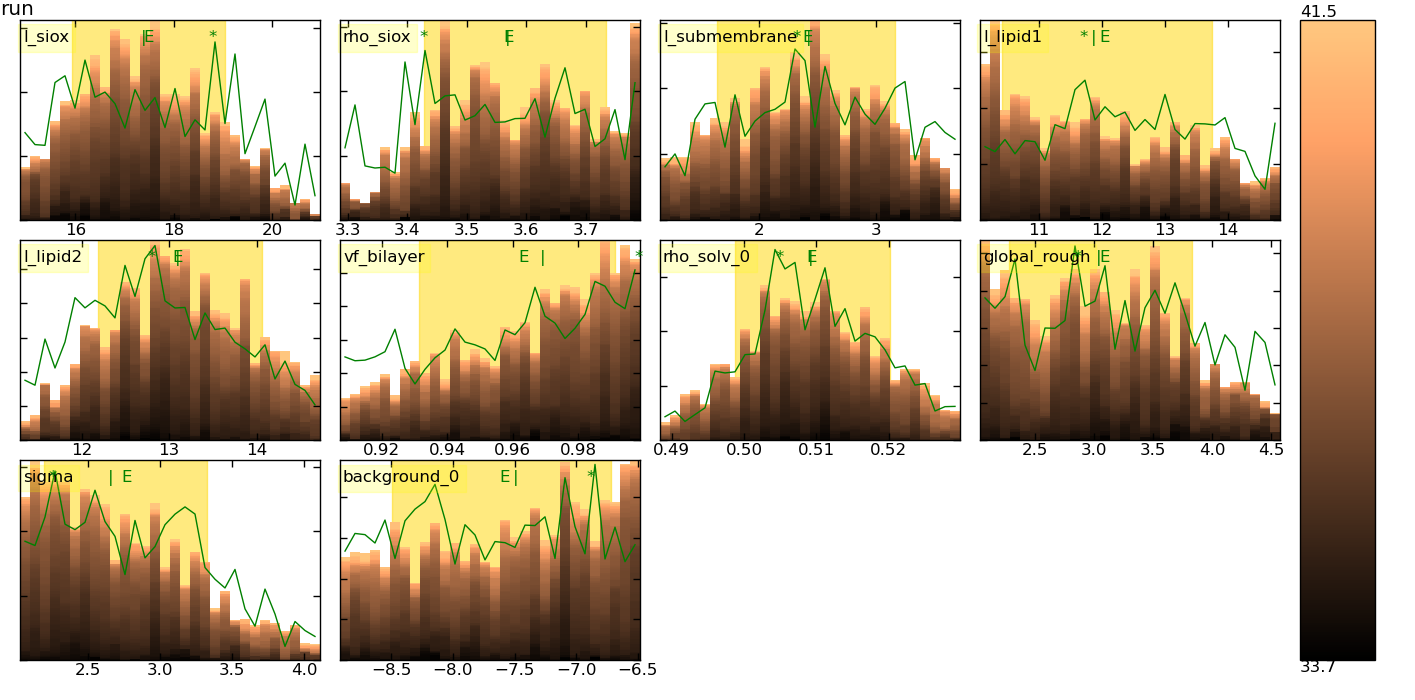 run
l_siox
|E
*
16 18 20
rho_siox
*
|E
3.3 3.4 3.5 3.6 3.7
l_submembrane
* E
2 3
l_lipid1
* | E
11 12 13 14
41.5
l_lipid2
* |E
12 13 14
vf_bilayer
E |
*
0.92 0.94 0.96 0.98
rho_solv_0
* |E
0.49 0.50 0.51 0.52
global_rough
* |E
2.5 3.0 3.5 4.0 4.5
sigma
* | E
2.5 3.0 3.5 4.0
background_0
E |
*
−8.5 −8.0 −7.5 −7.0 −6.5
33.7